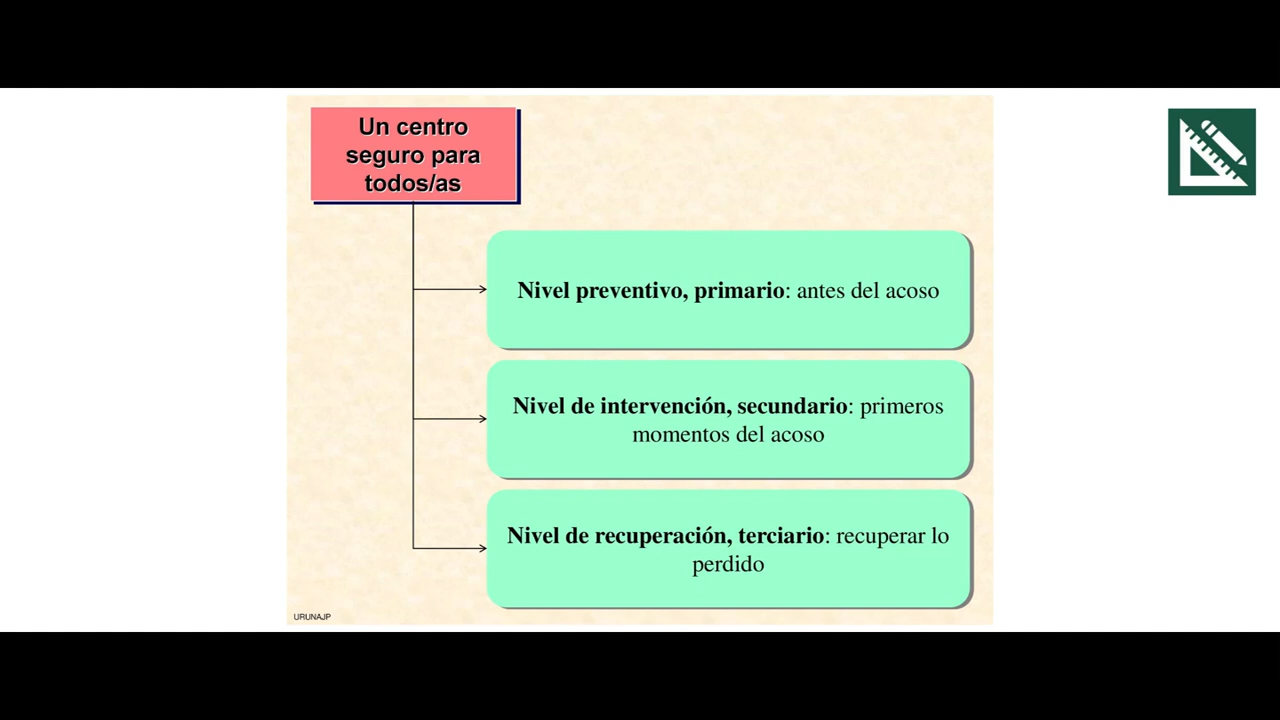 Un centro
seguro para
todos/as
Nivel preventivo, primario: antes del acoso
Nivel de intervención, secundario: primeros
momentos del acoso
Nivel de recuperación, terciario: recuperar lo
perdido
URUNAJP